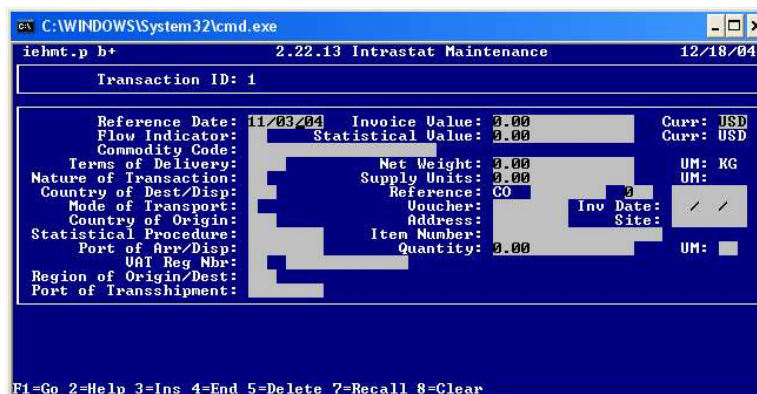 C:\WINDOWS\System32\cmd.exe
iehmt.p b+ 2.22.13 Intrastat Maintenance 12/18/04
Transaction ID: 1
Reference Date: 11/03/04 Invoice Value: 0.00 Curr: USD
Flow Indicator: Statistical Value: 0.00 Curr: USD
Commodity Code:
Terms of Delivery: Net Weight: 0.00 UM: KG
Nature of Transaction: Supply Units: 0.00 UM:
Country of Dest/Disp: Reference: CO 0
Mode of Transport: Voucher: Inv Date: / /
Country of Origin: Address: Site:
Statistical Procedure: Item Number:
Port of Arr/Disp: Quantity: 0.00 UM:
VAT Reg Nbr:
Region of Origin/Dest:
Port of Transshipment:
F1=Go 2=Help 3=Ins 4=End 5=Delete 7=Recall 8=Clear